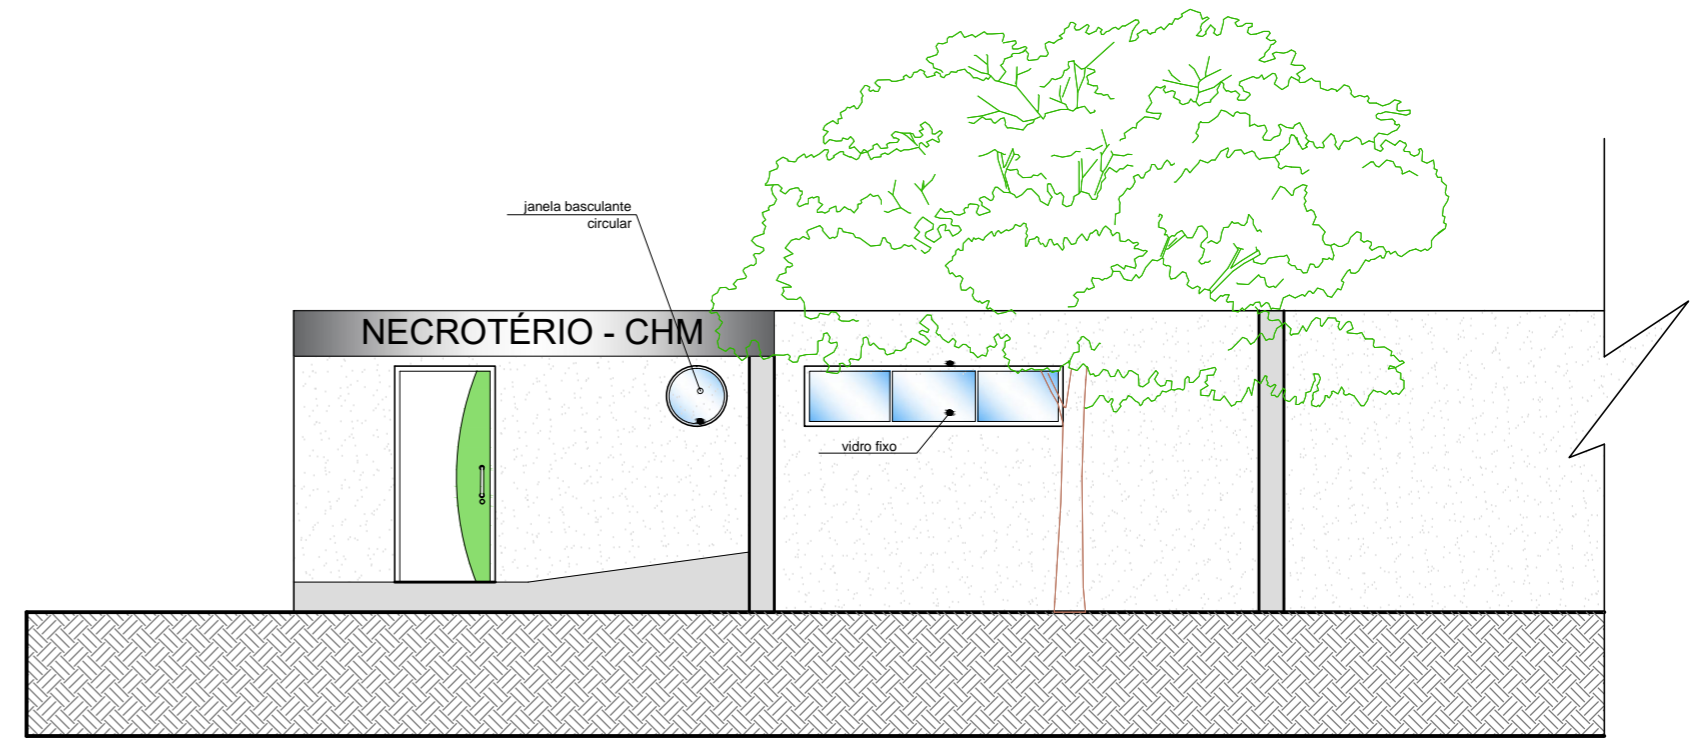 janela basculante
circular
NECROTÉRIO - CHM
vidro fixo